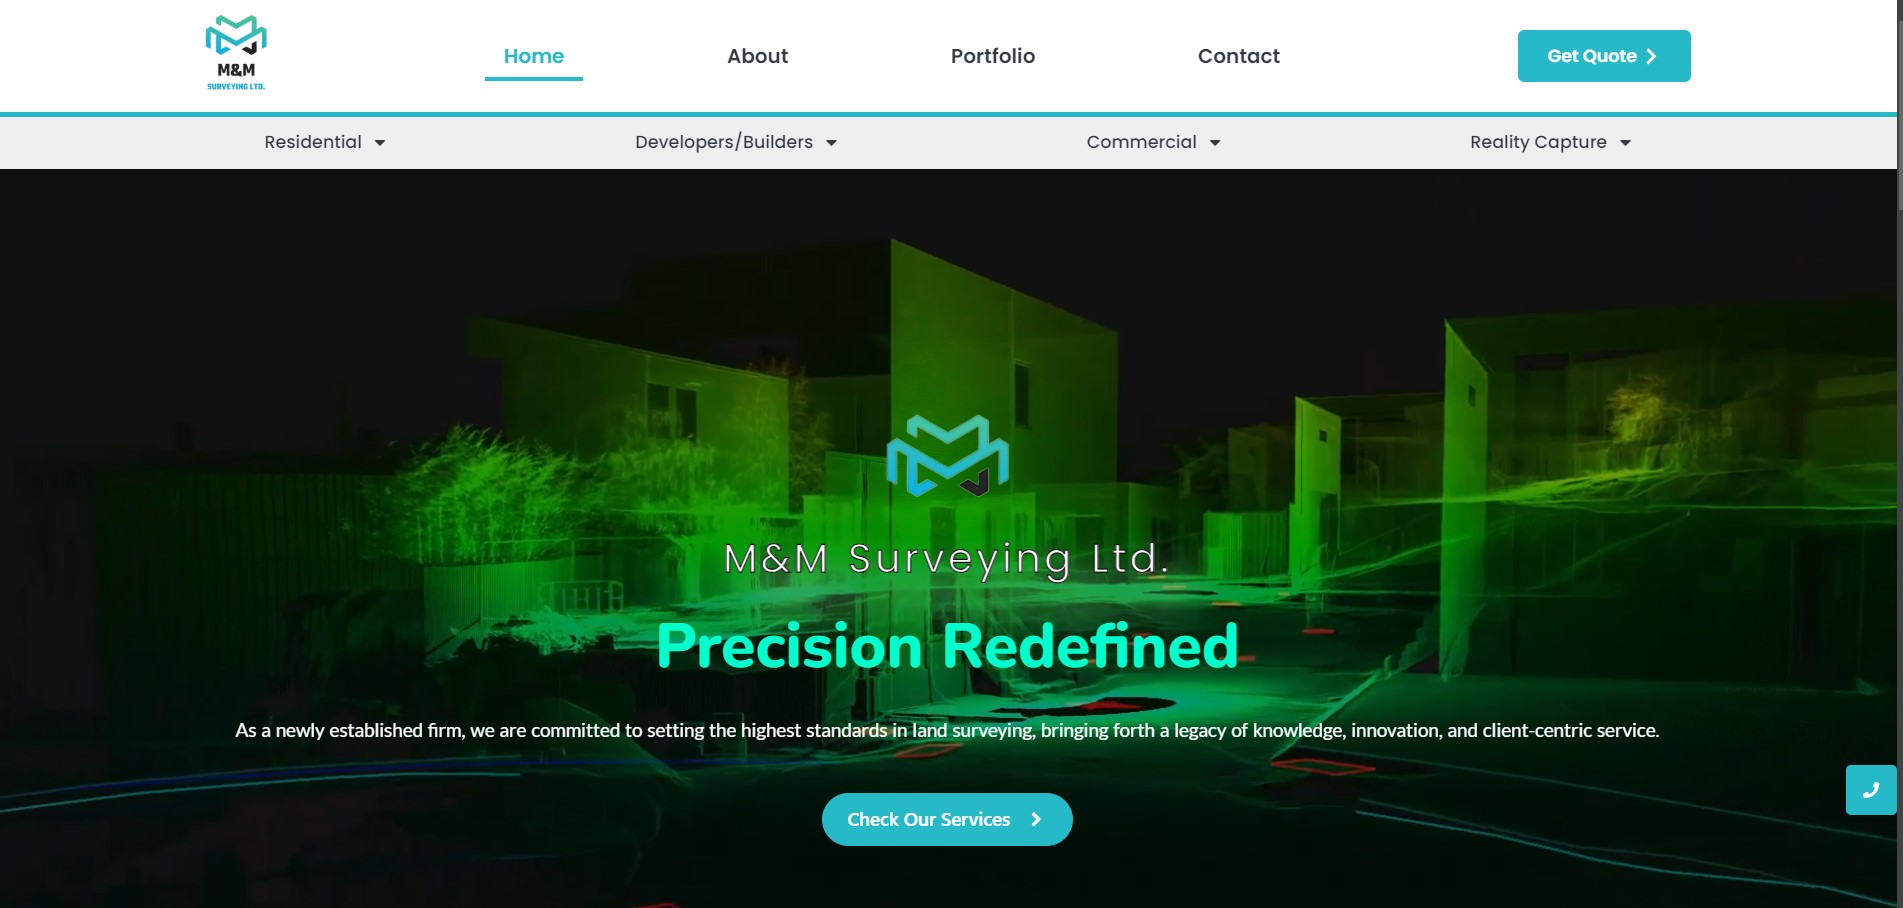 M&M
SURVEYING LTD.
Home
About
Portfolio
Contact
Get Quote
Residential
Developers/Builders
Commercial
Reality Capture
M&M Surveying Ltd.
Precision Redefined
As a newly established firm, we are committed to setting the highest standards in land surveying, bringing forth a legacy of knowledge, innovation, and client-centric service.
Check Our Services